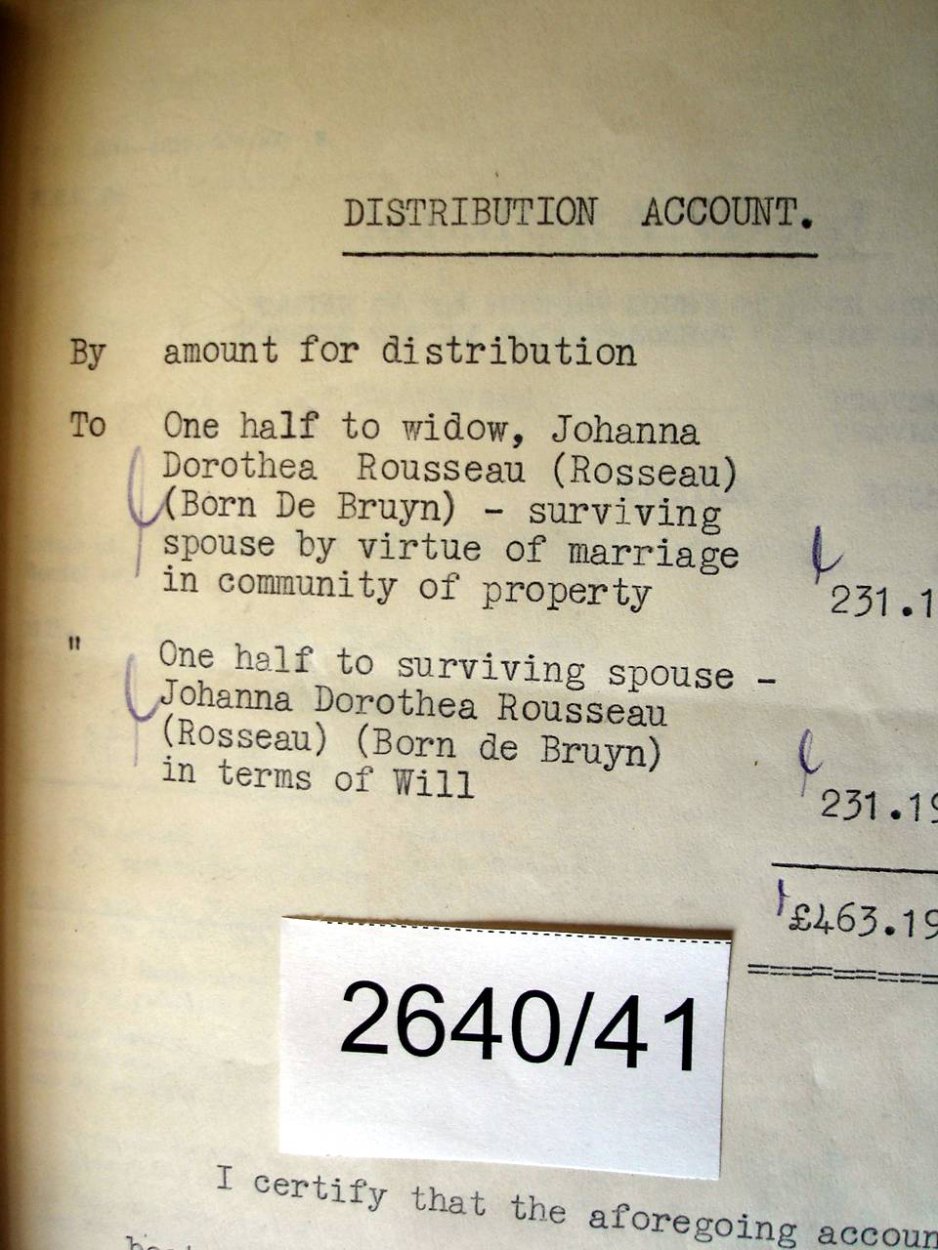 DISTRIBUTION ACCOUNT.
By amount for distribution
To One half to widow, Johanna
Dorothea Rousseau (Rosseau)
(Born De Bruyn) - surviving
spouse by virtue of marriage
in community of property 231.1
" One half to surviving spouse -
Johanna Dorothea Rousseau
(Rosseau) (Born de Bruyn)
in terms of Will
231.19
£463.19
2640/41
I certify that the aforegoing accoun